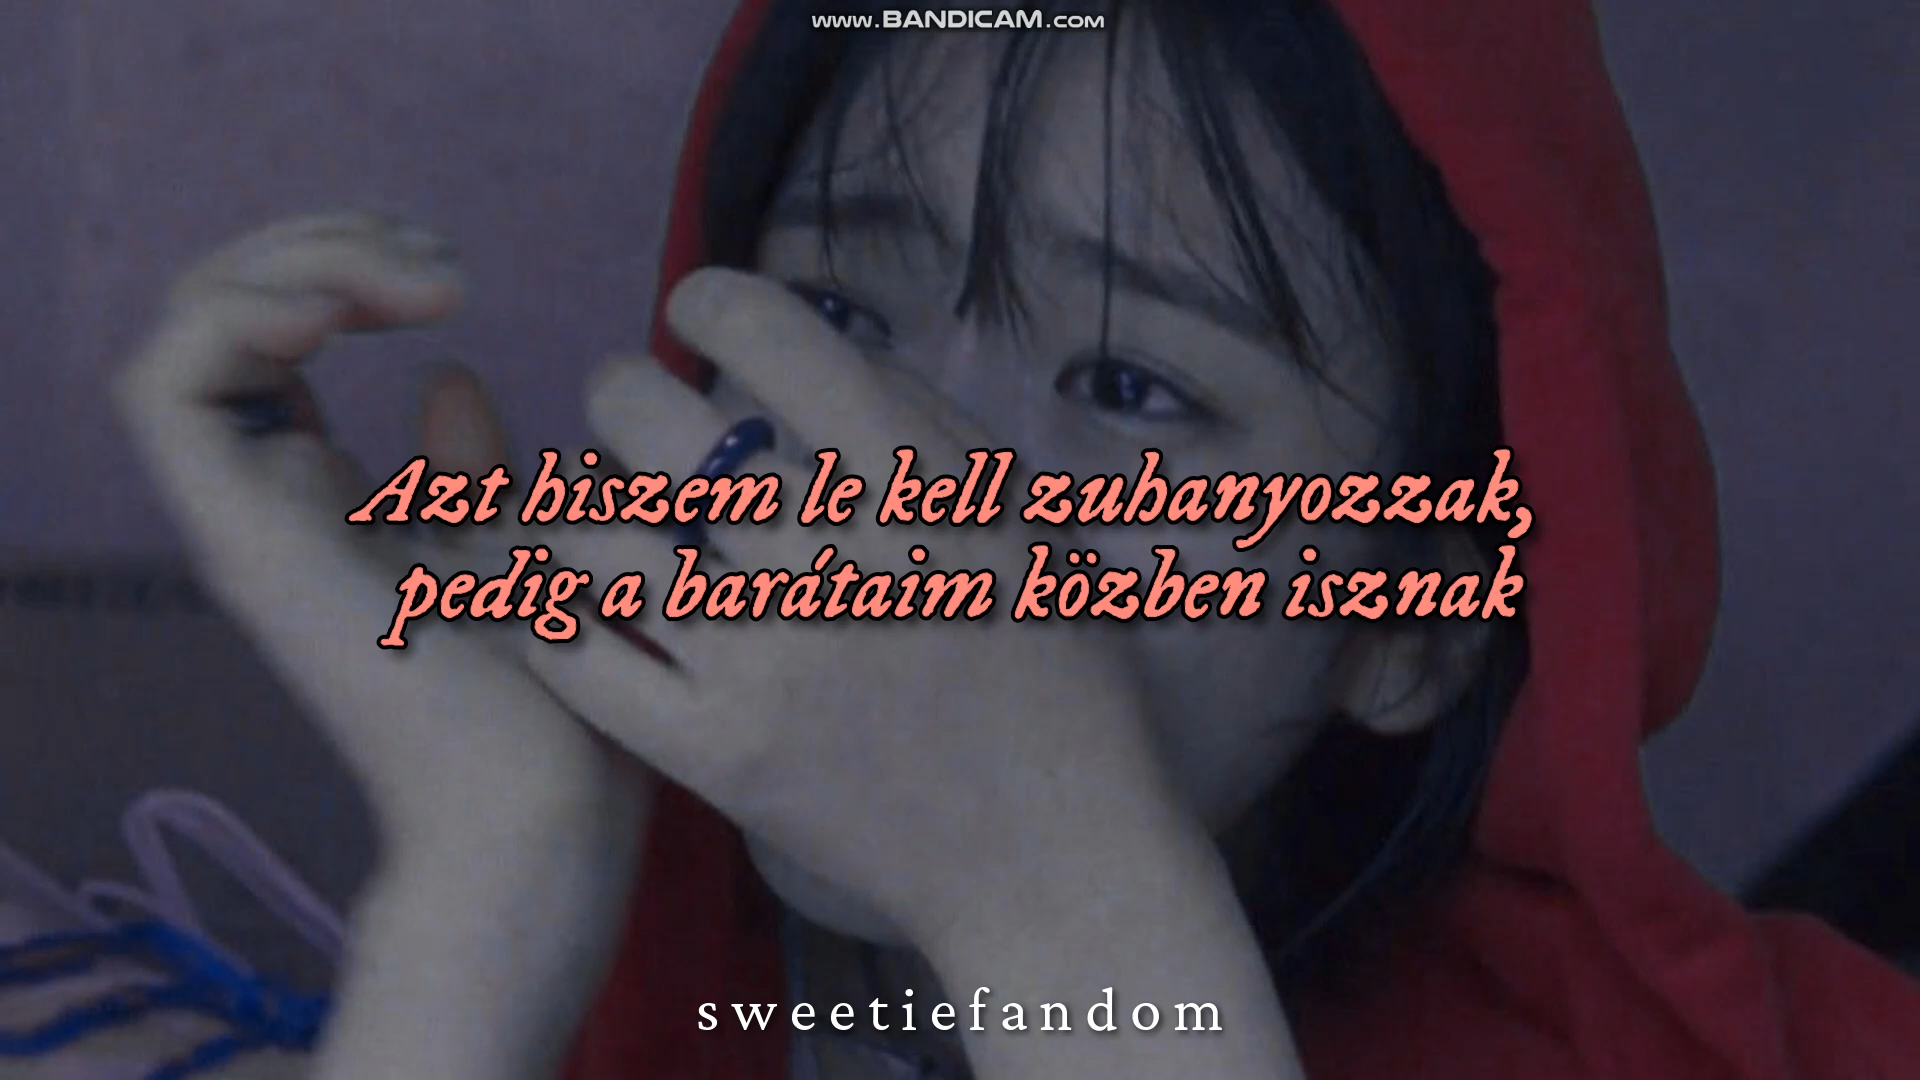 www.BANDICAM.com
Azt hiszem le kell zuhanyozzak,
pedig a barátaim közben isznak
sweetiefandom